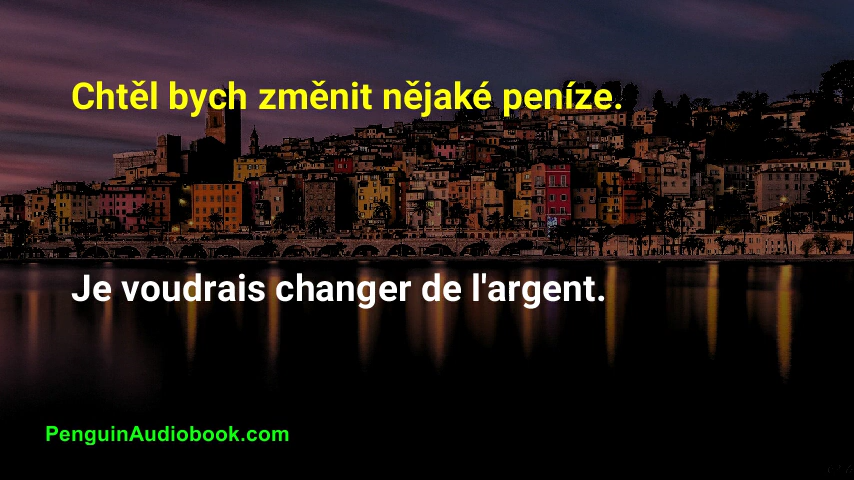 Chtěl bych změnit nějaké peníze.
Je voudrais changer de l'argent.
PenguinAudiobook.com